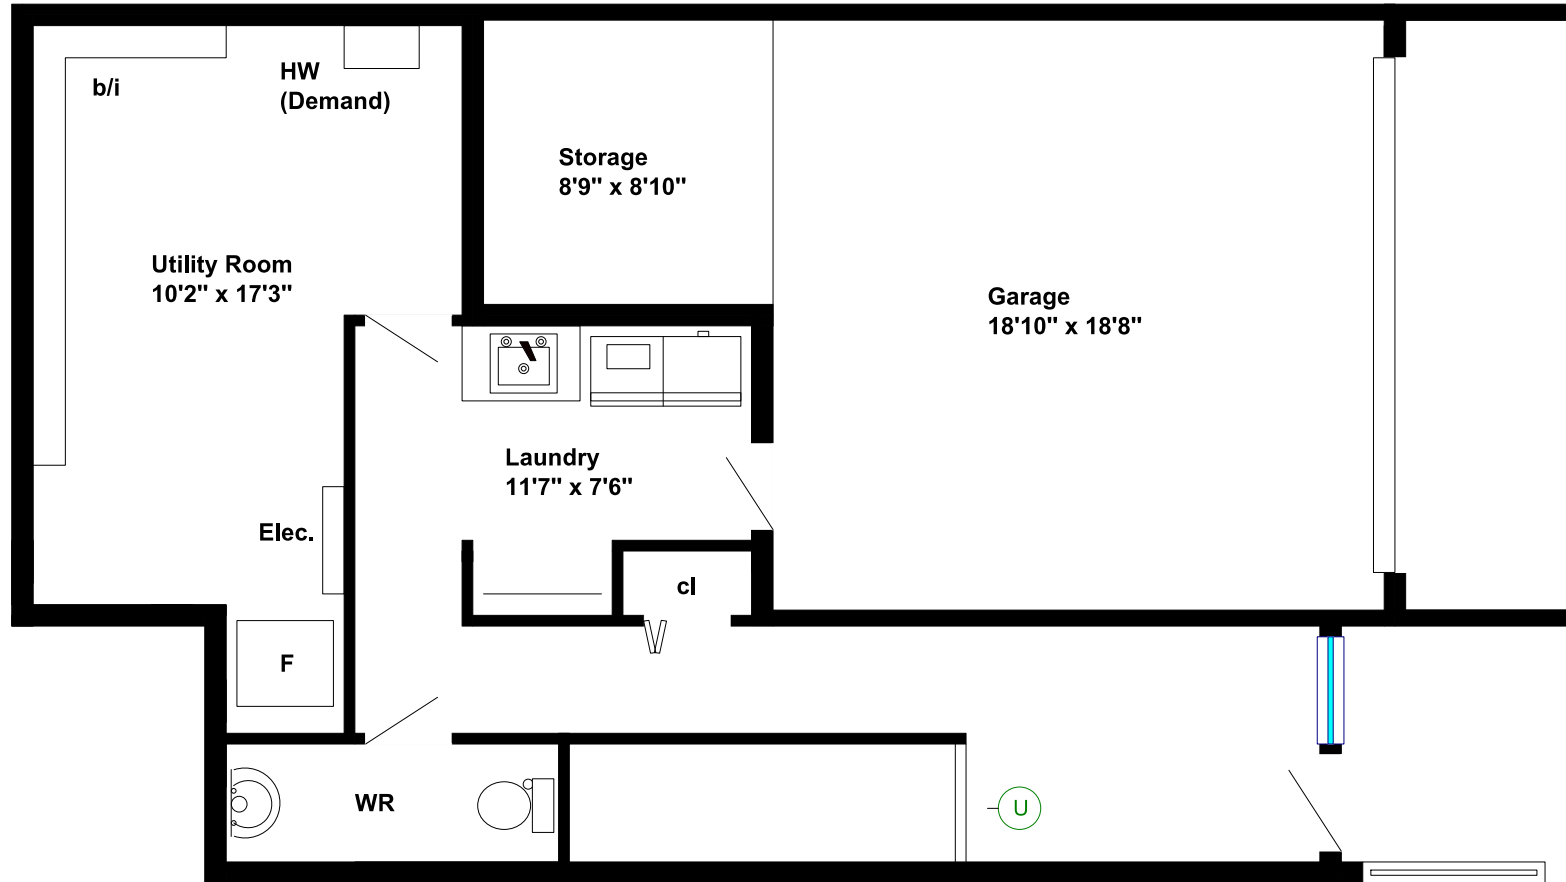 b/i
HW
(Demand)
Storage
8'9" x 8'10"
Utility Room
10'2" x 17'3"
Garage
18'10" x 18'8"
Laundry
11'7" x 7'6"
Elec.
cl
F
WR
U